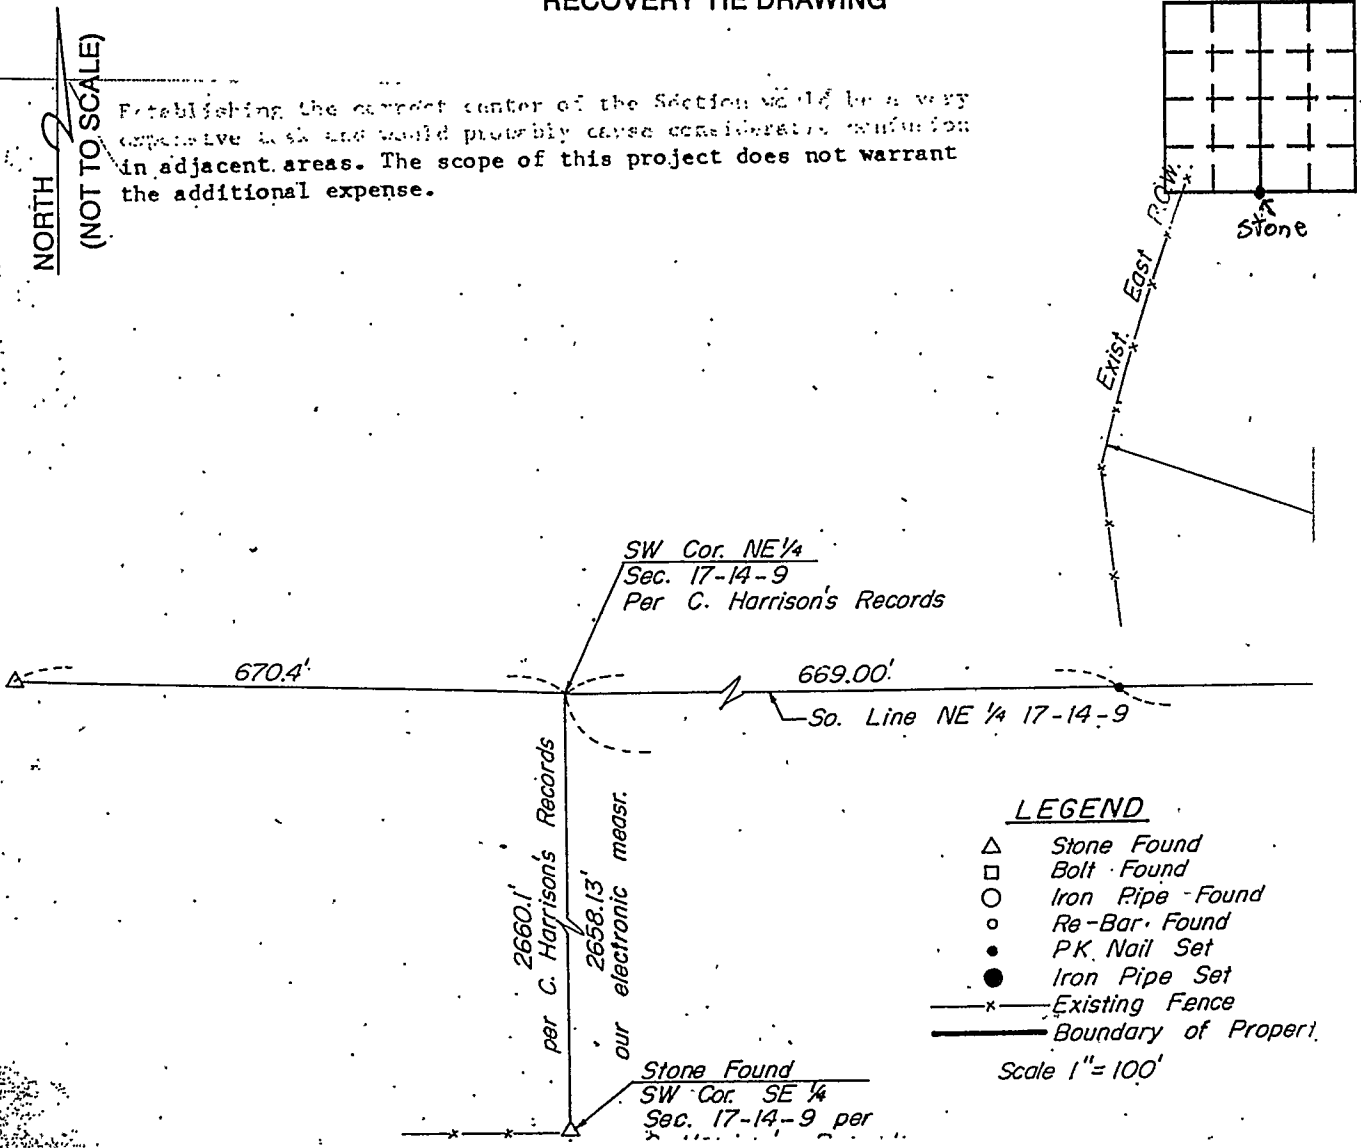 RECOVERY TIE DRAWING
NORTH
(NOT TO SCALE)
Establishing the correct center of the Section would be a very
expensive task and would probably cause considerable confusion
in adjacent areas. The scope of this project does not warrant
the additional expense.
Stone
Exist. East R.O.W.
SW Cor. NE 1/4
Sec. 17-14-9
Per C. Harrison's Records
670.4'
669.00'
So. Line NE 1/4 17-14-9
2660.1'
per C. Harrison's Records
2658.13'
our electronic measr.
LEGEND
Stone Found
Bolt Found
Iron Pipe Found
Re-Bar Found
P.K. Nail Set
Iron Pipe Set
Existing Fence
Boundary of Propert
Scale 1"=100'
Stone Found
SW Cor. SE 1/4
Sec. 17-14-9 per